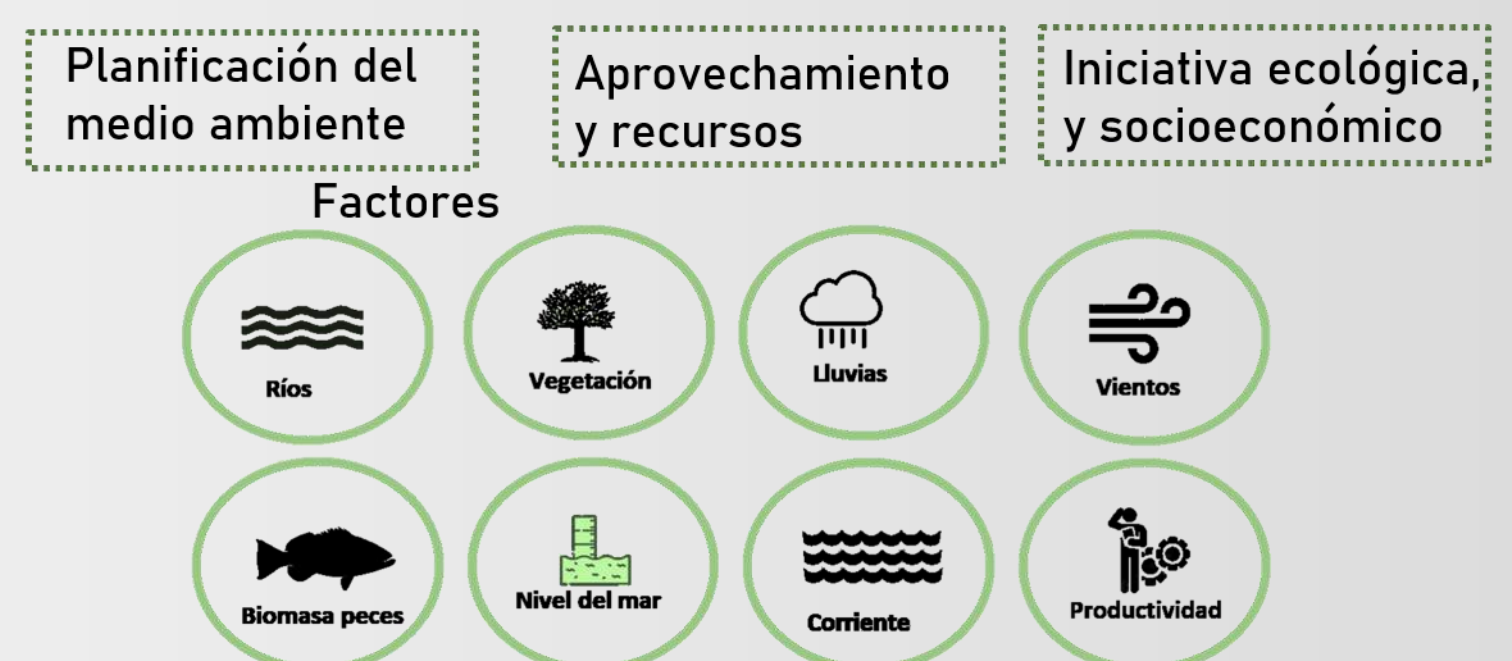 Planificación del
medio ambiente
Aprovechamiento
y recursos
Iniciativa ecológica,
y socioeconómico
Factores
Ríos
Vegetación
Lluvias
Vientos
Biomasa peces
Nivel del mar
Corriente
Productividad